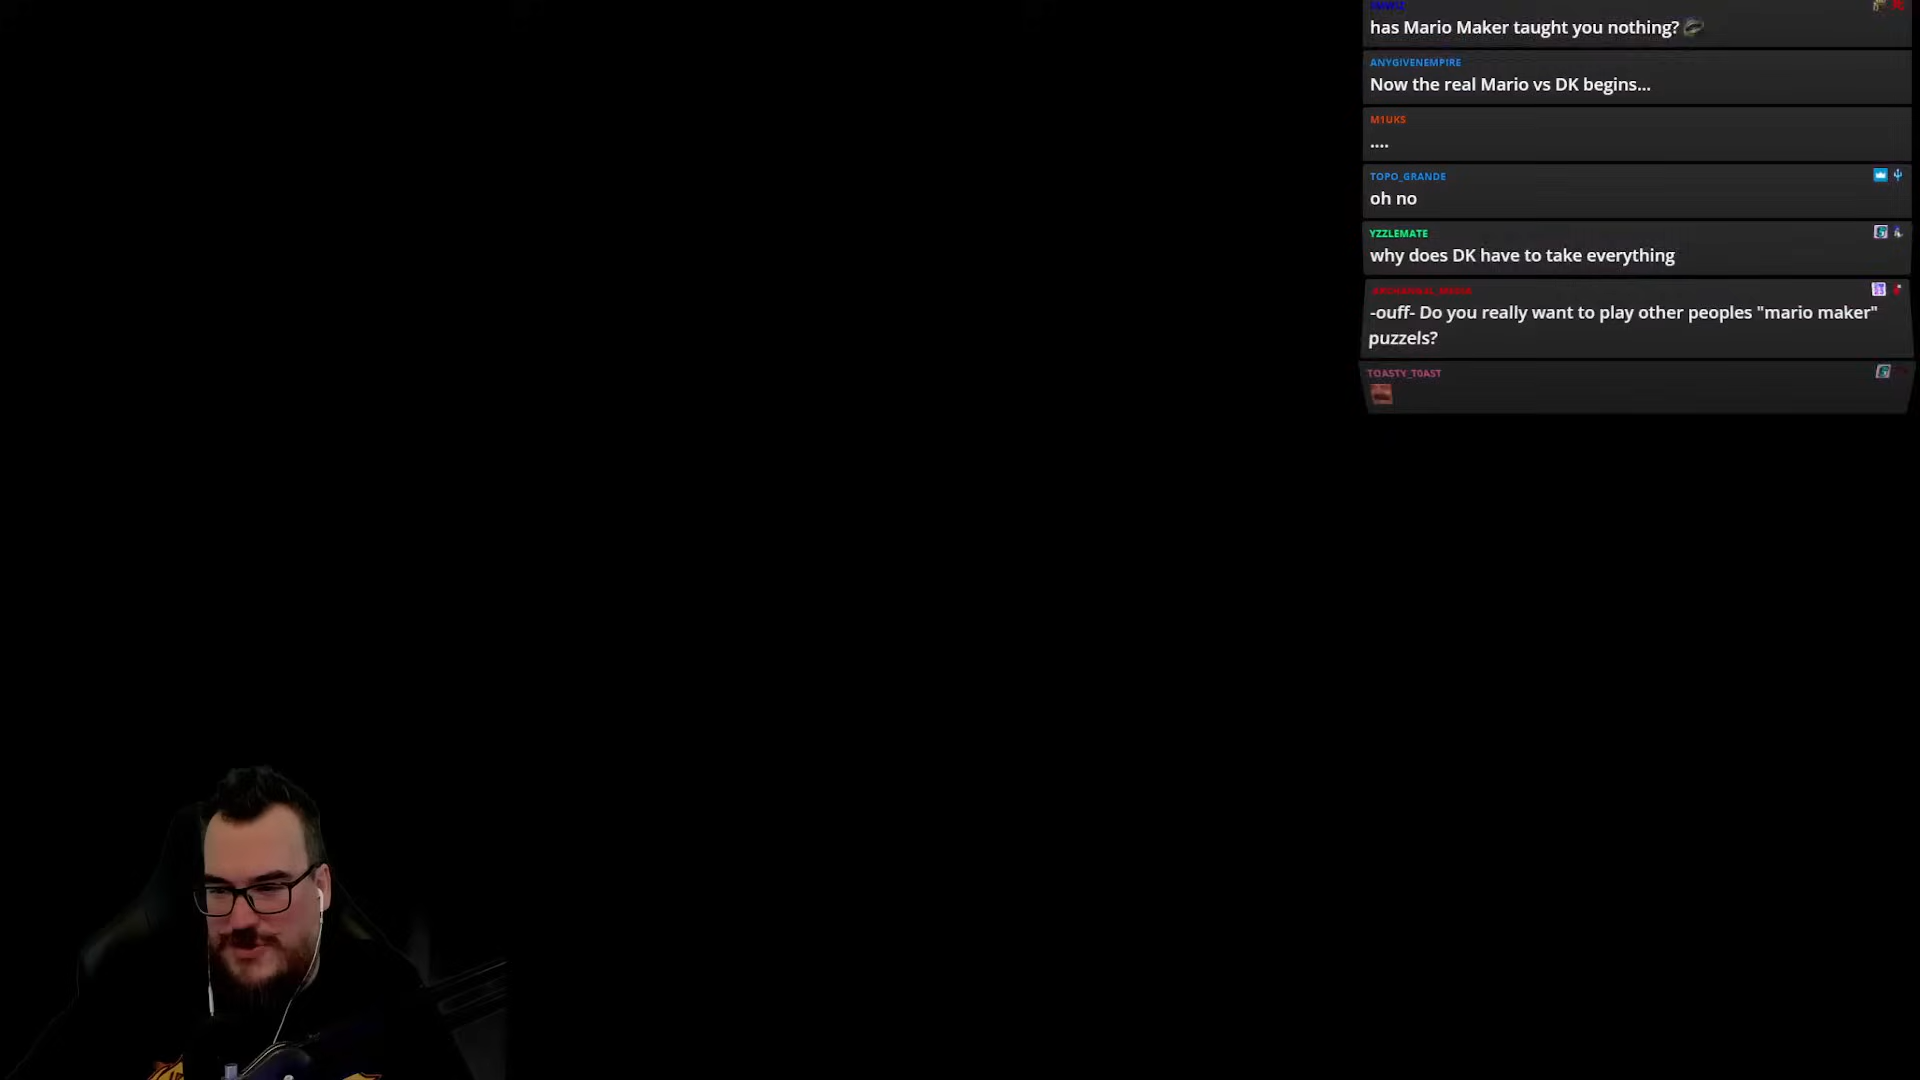 has Mario Maker taught you nothing?
ANYGIVENEMPIRE
Now the real Mario vs DK begins...
M1UKS
....
TOPO_GRANDE
oh no
YZZLEMATE
why does DK have to take everything
-ouff- Do you really want to play other peoples "mario maker"
puzzels?
TOASTY_T0AST